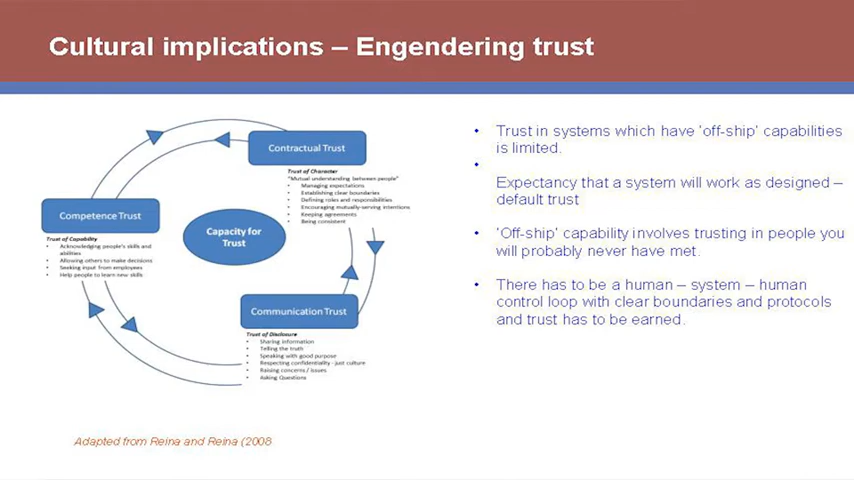 Cultural implications – Engendering trust
Contractual Trust
Trust of Character
"Mutual understanding between people"
• Managing expectations
• Establishing clear boundaries
• Defining roles and responsibilities
• Encouraging mutually-serving intentions
• Keeping agreements
• Being consistent
Competence Trust
Trust of Capability
• Acknowledging people's skills and
abilities
• Allowing others to make decisions
• Seeking input from employees
• Help people to learn new skills
Capacity for
Trust
Communication Trust
Trust of Disclosure
• Sharing information
• Telling the truth
• Speaking with good purpose
• Respecting confidentiality - just culture
• Raising concerns / issues
• Asking Questions
Adapted from Reina and Reina (2008
• Trust in systems which have 'off-ship' capabilities
is limited.
•
Expectancy that a system will work as designed –
default trust
• 'Off-ship' capability involves trusting in people you
will probably never have met.
• There has to be a human – system – human
control loop with clear boundaries and protocols
and trust has to be earned.